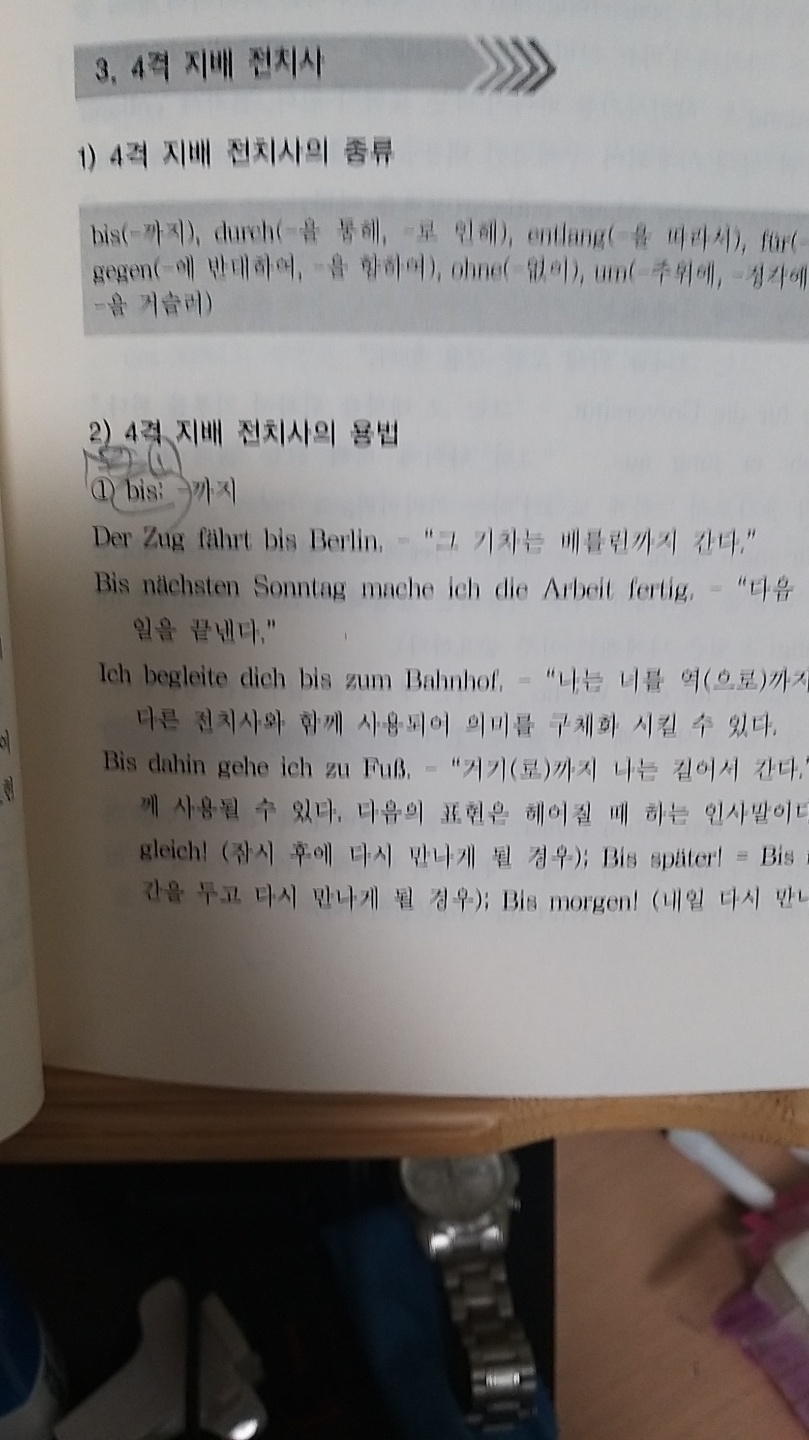 3. 4격 지배 전치사
1) 4격 지배 전치사의 종류
bis(-까지), durch(-을 통해, -로 인해), entlang(-을 따라서), für(-
gegen(-에 반대하여, -을 향하여), ohne(-없이), um(-주위에, -정각에
-을 거슬러)
2) 4격 지배 전치사의 용법
① bis: -까지
Der Zug fährt bis Berlin. - "그 기차는 베를린까지 간다."
Bis nächsten Sonntag mache ich die Arbeit fertig. - "다음
일을 끝낸다."
Ich begleite dich bis zum Bahnhof. - "나는 너를 역(으로)까지
다른 전치사와 함께 사용되어 의미를 구체화 시킬 수 있다.
Bis dahin gehe ich zu Fuß. - "거기(로)까지 나는 걸어서 간다."
께 사용될 수 있다. 다음의 표현은 헤어질 때 하는 인사말이다
gleich! (잠시 후에 다시 만나게 될 경우); Bis später! = Bis
간을 두고 다시 만나게 될 경우); Bis morgen! (내일 다시 만나